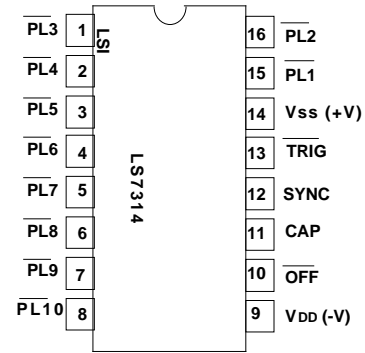 PL3 1 LSI 16 PL2
PL4 2 15 PL1
PL5 3 14 Vss (+V)
PL6 4 13 TRIG
PL7 5 LS7314 12 SYNC
PL8 6 11 CAP
PL9 7 10 OFF
PL10 8 9 VDD (-V)